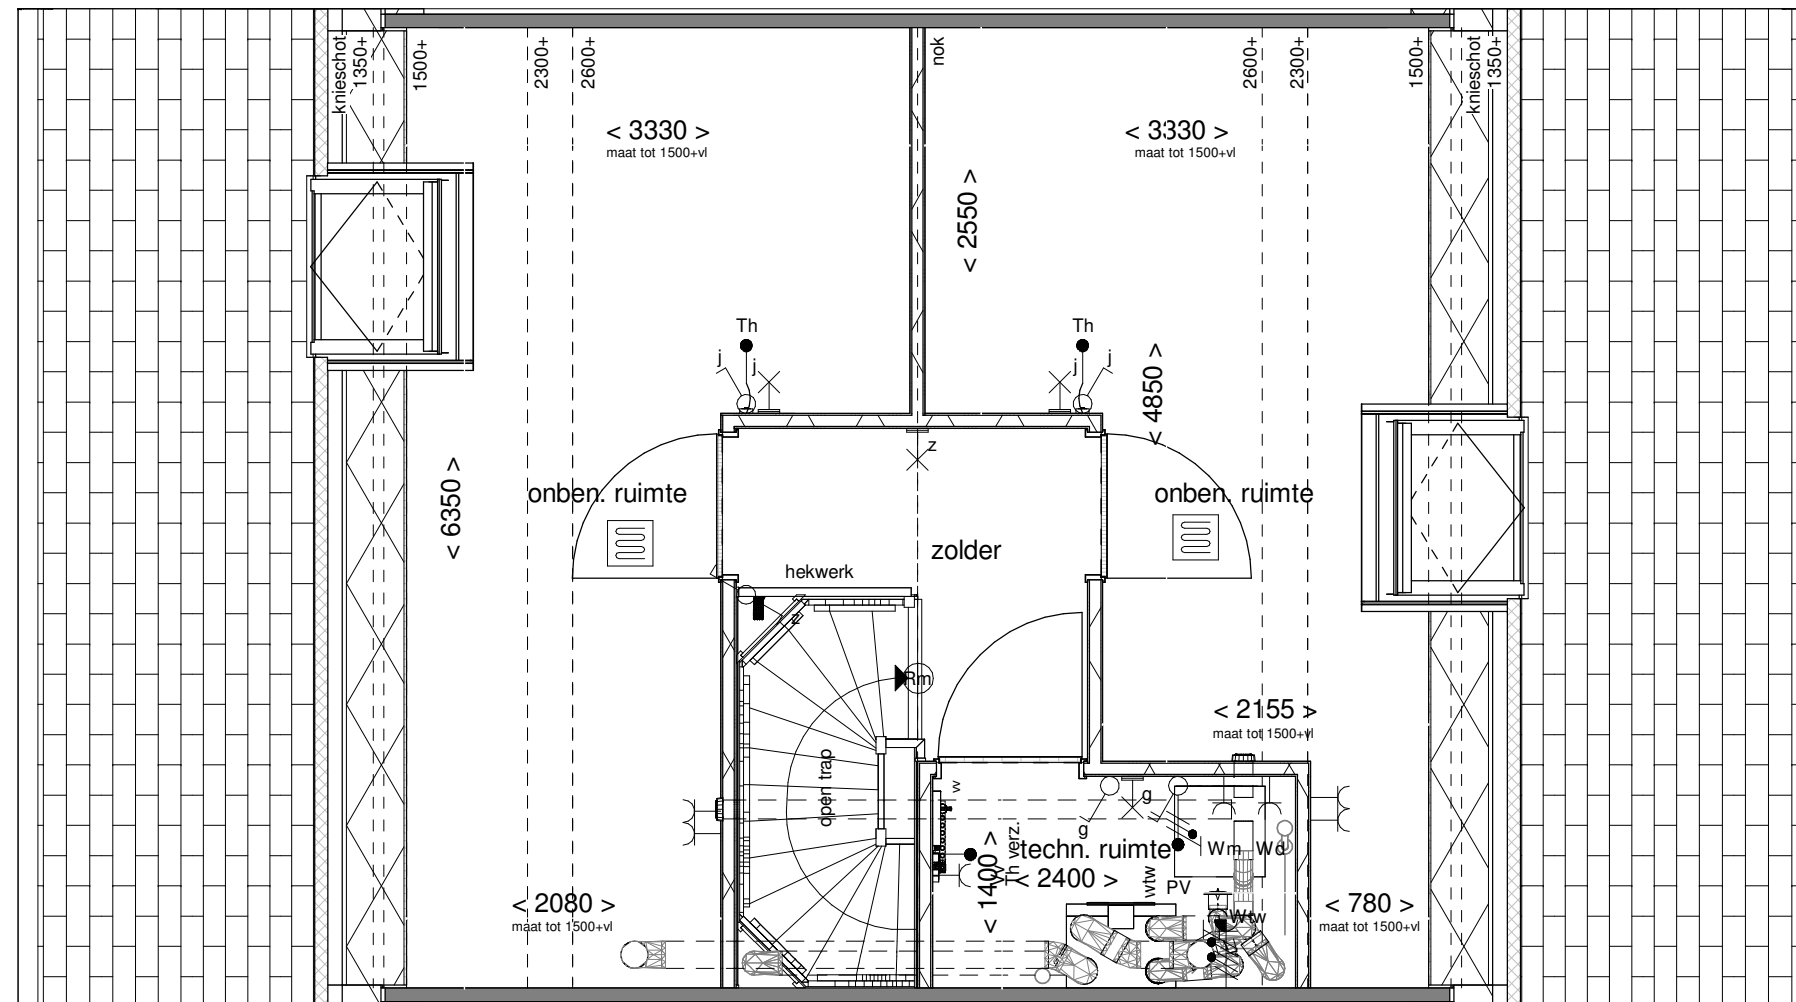 knieschot
1350+
1500+
2300+
2600+
nok
2600+
2300+
1500+
knieschot
1350+
< 3330 >
maat tot 1500+vl
< 3330 >
maat tot 1500+vl
< 2550 >
Th
j
j
Th
j
j
< 4850 >
z
< 6350 >
onben. ruimte
onben. ruimte
zolder
hekwerk
z
Rm
< 2155 >
maat tot 1500+vl
open trap
w
g
g
Th verz.
techn. ruimte
Wm
Wd
< 1400 >
< 2400 >
wtw
PV
< 2080 >
maat tot 1500+vl
Wtw
< 780 >
maat tot 1500+vl